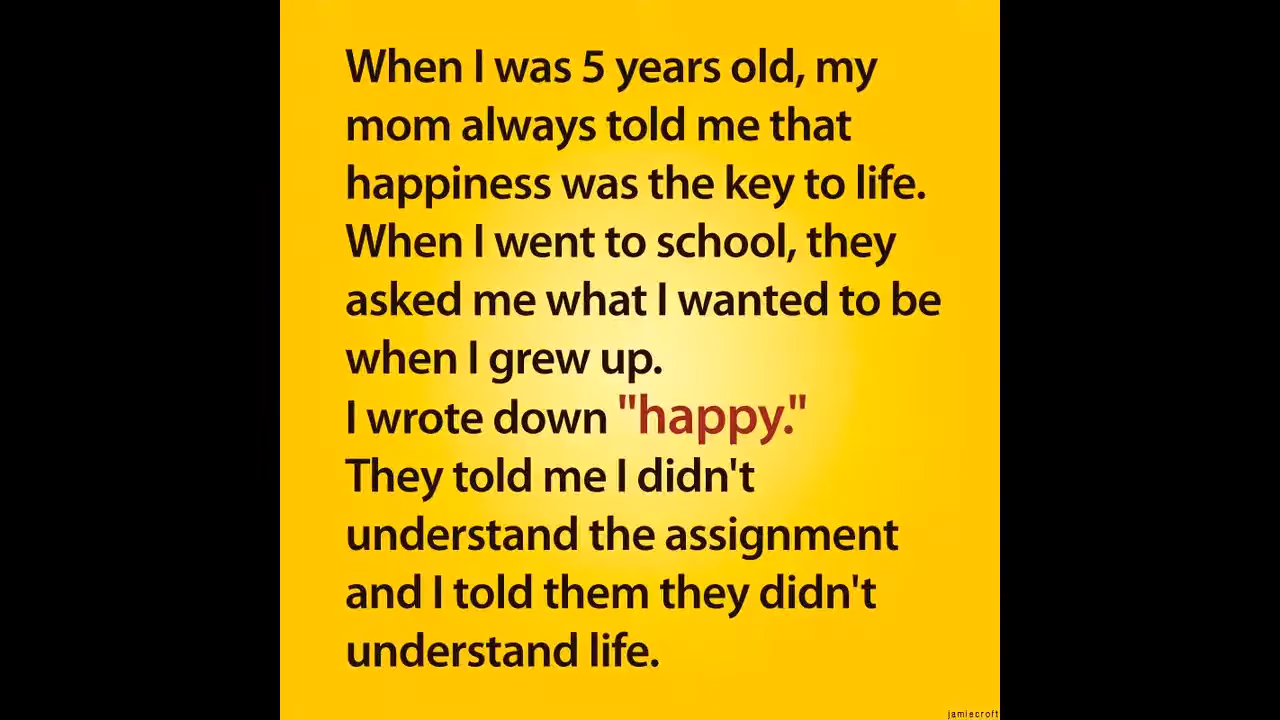 When I was 5 years old, my
mom always told me that
happiness was the key to life.
When I went to school, they
asked me what I wanted to be
when I grew up.
I wrote down "happy."
They told me I didn't
understand the assignment
and I told them they didn't
understand life.
jamiecroft